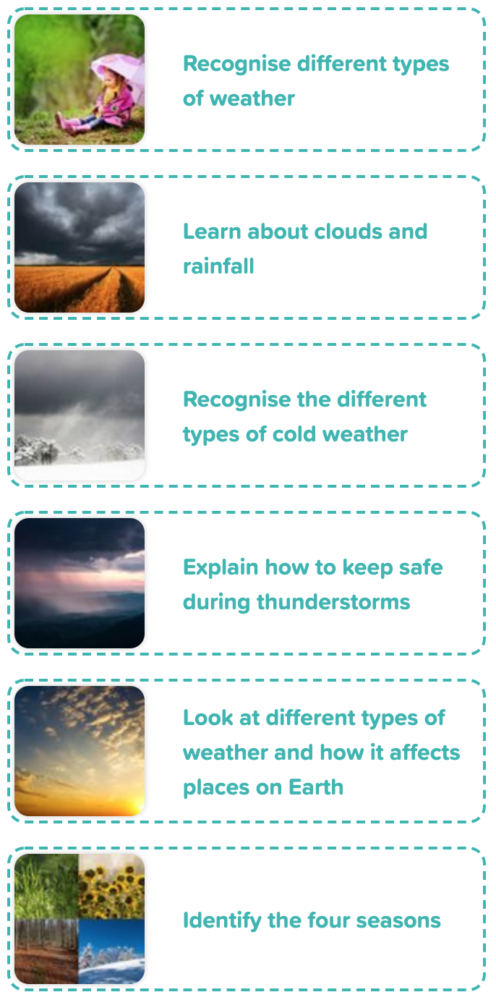 Recognise different types
of weather
Learn about clouds and
rainfall
Recognise the different
types of cold weather
Explain how to keep safe
during thunderstorms
Look at different types of
weather and how it affects
places on Earth
Identify the four seasons